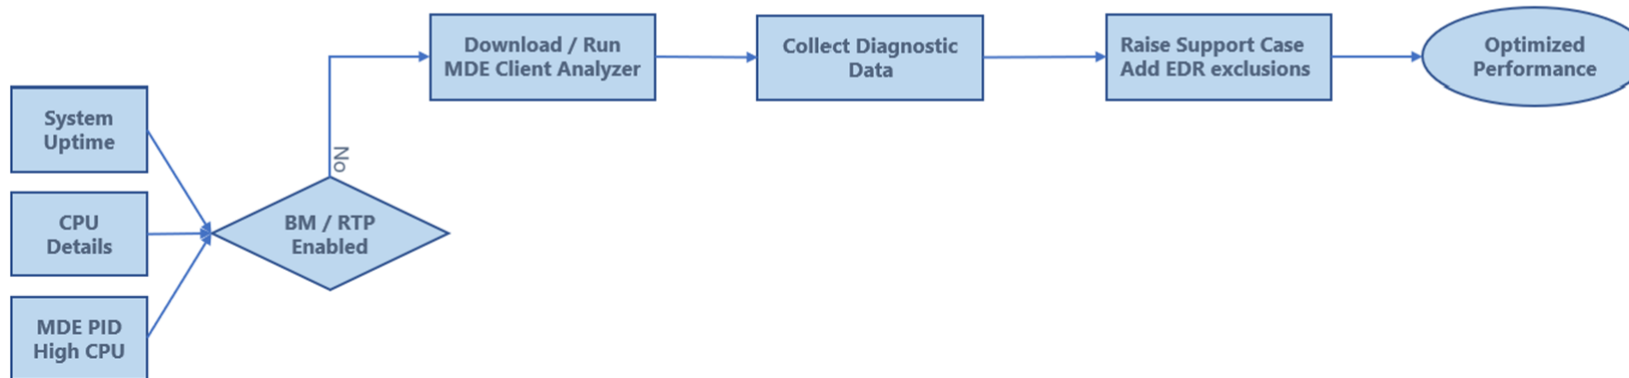 Download / Run
MDE Client Analyzer
Collect Diagnostic
Data
Raise Support Case
Add EDR exclusions
Optimized
Performance
System
Uptime
No
CPU
Details
BM / RTP
Enabled
MDE PID
High CPU